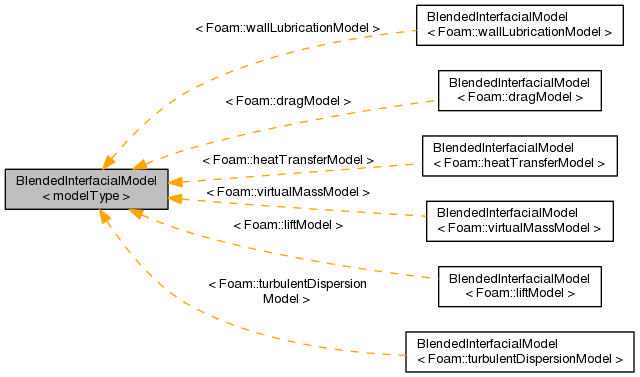 BlendedInterfacialModel
< Foam::wallLubricationModel >
< Foam::wallLubricationModel >
BlendedInterfacialModel
< Foam::dragModel >
< Foam::dragModel >
BlendedInterfacialModel
< Foam::heatTransferModel >
< Foam::heatTransferModel >
BlendedInterfacialModel
< modelType >
< Foam::virtualMassModel >
BlendedInterfacialModel
< Foam::virtualMassModel >
< Foam::liftModel >
BlendedInterfacialModel
< Foam::liftModel >
< Foam::turbulentDispersion
Model >
BlendedInterfacialModel
< Foam::turbulentDispersionModel >